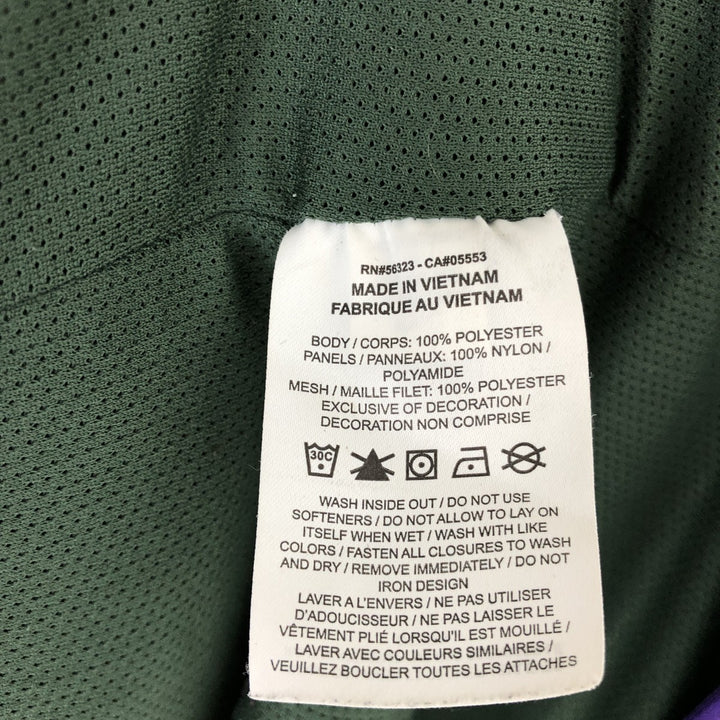 RN#56323 - CA#05553
MADE IN VIETNAM
FABRIQUE AU VIETNAM
BODY / CORPS: 100% POLYESTER
PANELS / PANNEAUX: 100% NYLON /
POLYAMIDE
MESH / MAILLE FILET: 100% POLYESTER
EXCLUSIVE OF DECORATION /
DECORATION NON COMPRISE
30C
WASH INSIDE OUT / DO NOT USE
SOFTENERS / DO NOT ALLOW TO LAY ON
ITSELF WHEN WET / WASH WITH LIKE
COLORS / FASTEN ALL CLOSURES TO WASH
AND DRY / REMOVE IMMEDIATELY / DO NOT
IRON DESIGN
LAVER A L'ENVERS / NE PAS UTILISER
D'ADOUCISSEUR / NE PAS LAISSER LE
VÊTEMENT PLIÉ LORSQU'IL EST MOUILLÉ /
LAVER AVEC COULEURS SIMILAIRES /
VEUILLEZ BOUCLER TOUTES LES ATTACHES